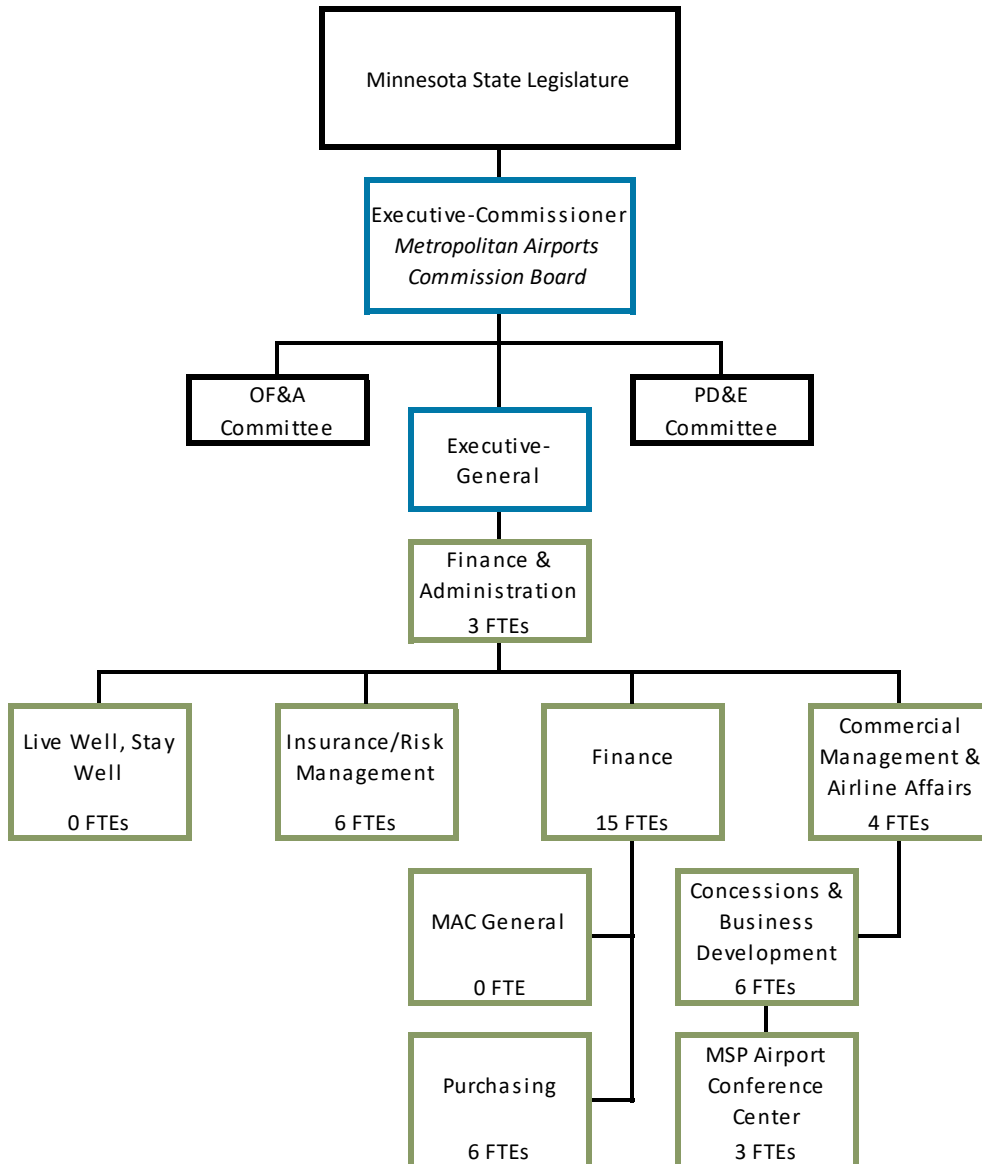 Minnesota State Legislature
Executive-Commissioner
Metropolitan Airports
Commission Board
OF&A
Committee
PD&E
Committee
Executive-
General
Finance &
Administration
3 FTEs
Live Well, Stay
Well
0 FTEs
Insurance/Risk
Management
6 FTEs
Finance
15 FTEs
Commercial
Management &
Airline Affairs
4 FTEs
MAC General
0 FTE
Concessions &
Business
Development
6 FTEs
Purchasing
6 FTEs
MSP Airport
Conference
Center
3 FTEs